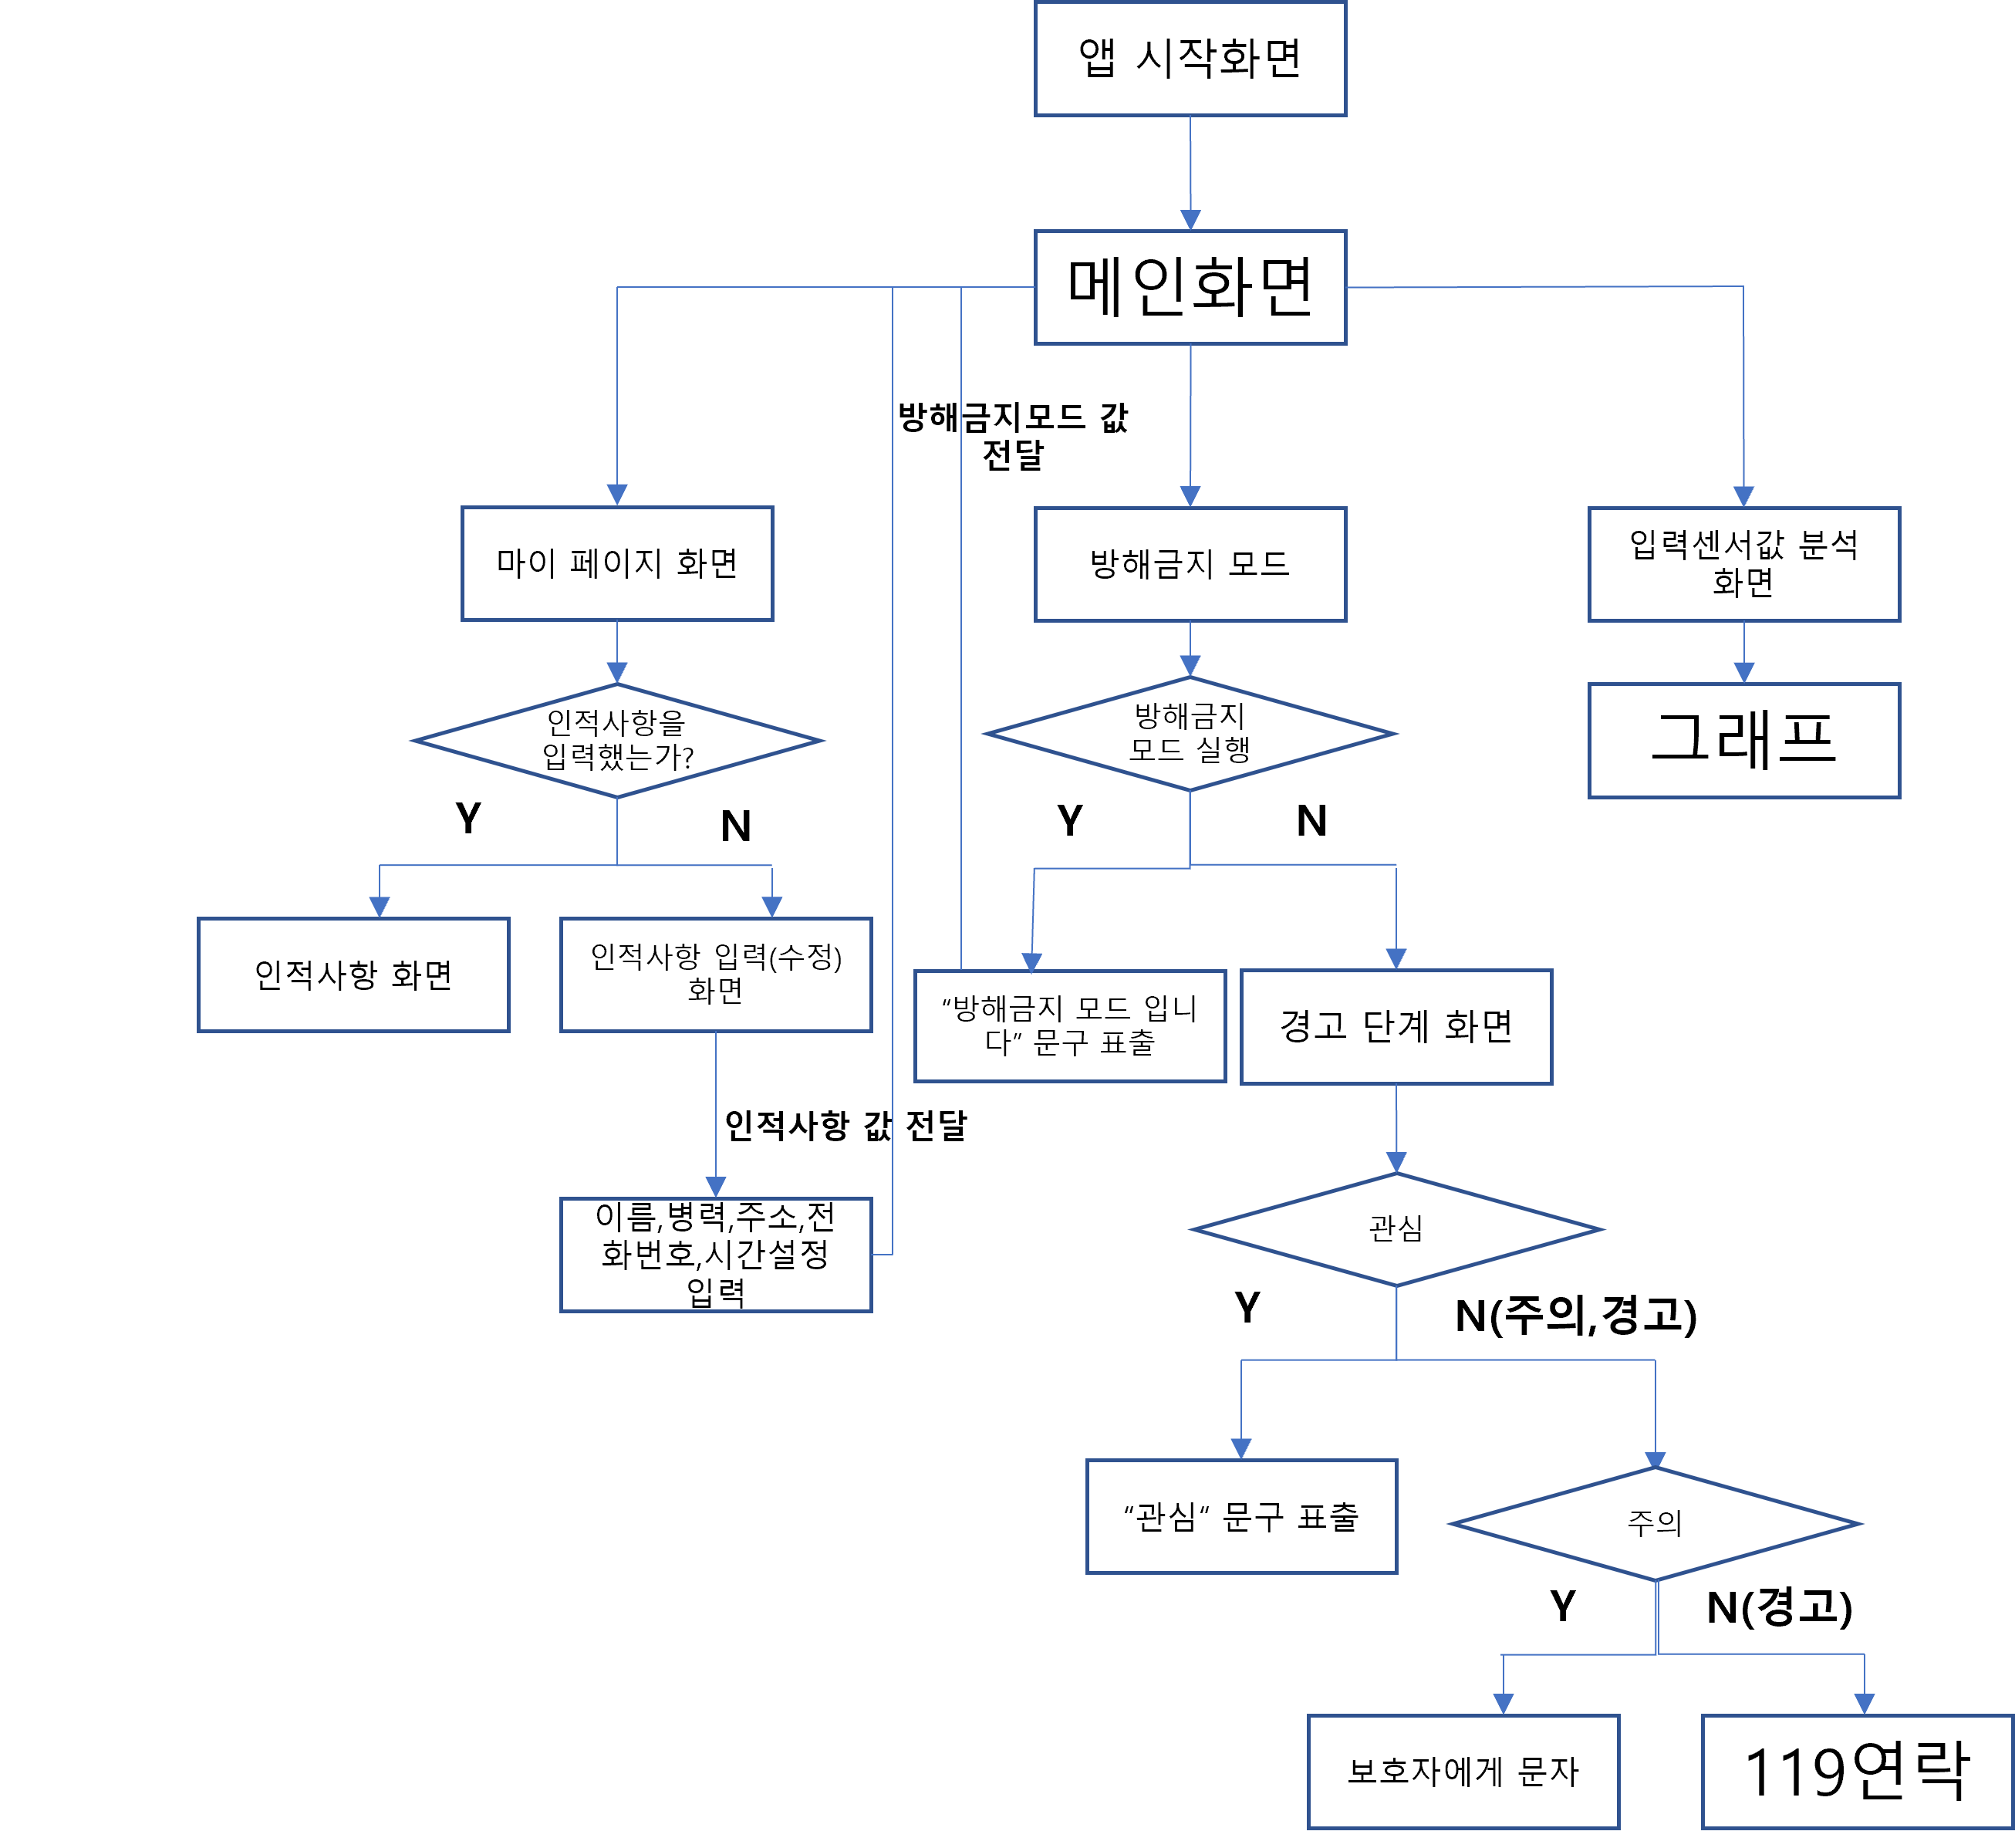 앱 시작화면
메인화면
방해금지모드 값
전달
마이 페이지 화면
방해금지 모드
입력센서값 분석
화면
인적사항을
입력했는가?
방해금지
모드 실행
그래프
Y
N
Y
N
인적사항 화면
인적사항 입력(수정)
화면
“방해금지 모드 입니
다” 문구 표출
경고 단계 화면
인적사항 값 전달
이름,병력,주소,전
화번호,시간설정
입력
관심
Y
N(주의,경고)
“관심“ 문구 표출
주의
Y
N(경고)
보호자에게 문자
119연락